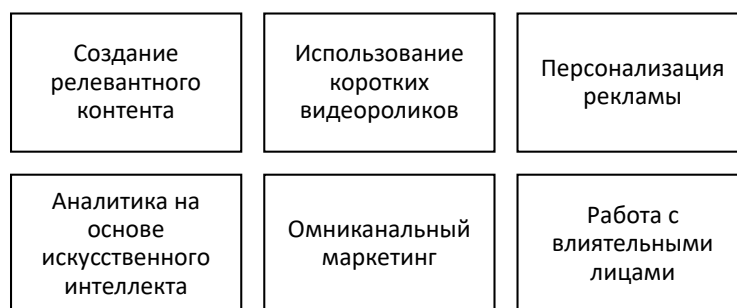 Создание
релевантного
контента
Использование
коротких
видеороликов
Персонализация
рекламы
Аналитика на
основе
искусственного
интеллекта
Омниканальный
маркетинг
Работа с
влиятельными
лицами